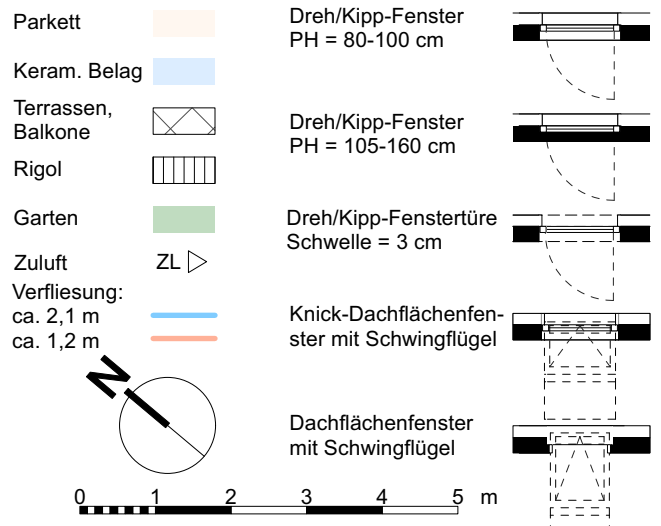 Parkett
Keram. Belag
Terrassen,
Balkone
Rigol
Garten
Zuluft ZL
Verfliesung:
ca. 2,1 m
ca. 1,2 m
N
Dreh/Kipp-Fenster
PH = 80-100 cm
Dreh/Kipp-Fenster
PH = 105-160 cm
Dreh/Kipp-Fenstertüre
Schwelle = 3 cm
Knick-Dachflächenfen-
ster mit Schwingflügel
Dachflächenfenster
mit Schwingflügel
0 1 2 3 4 5 m